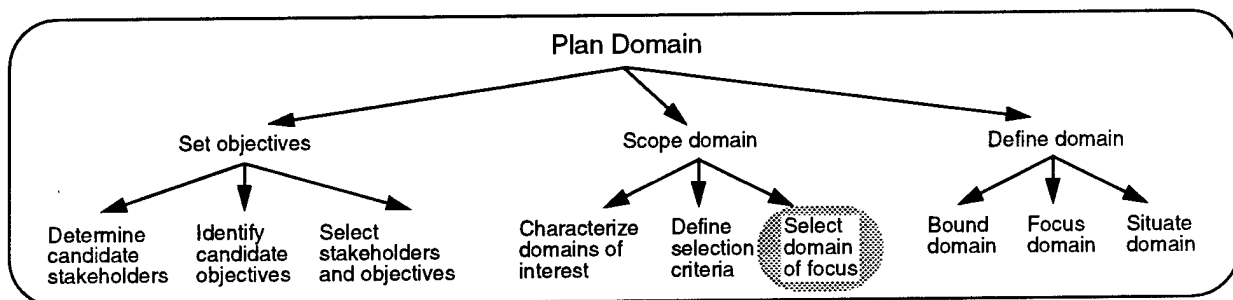 Plan Domain
Set objectives
Scope domain
Define domain
Determine
candidate
stakeholders
Identify
candidate
objectives
Select
stakeholders
and objectives
Characterize
domains of
interest
Define
selection
criteria
Select
domain
of focus
Bound
domain
Focus
domain
Situate
domain